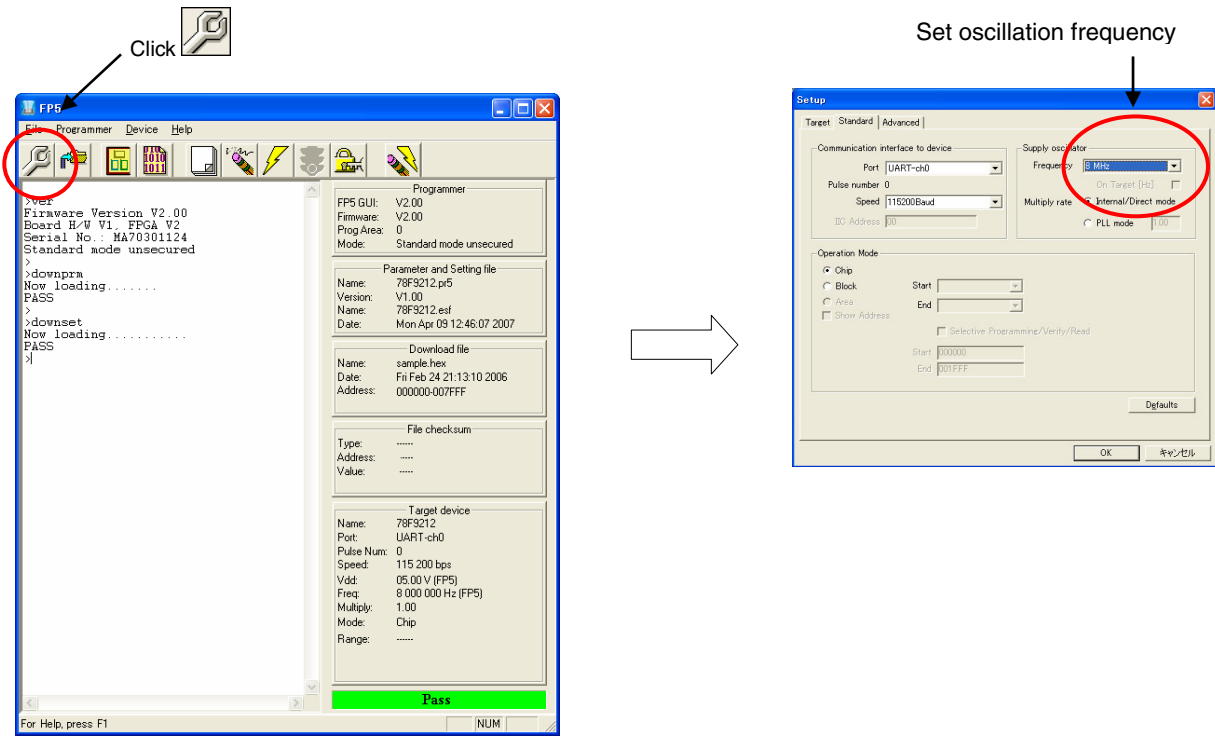 Click
Set oscillation frequency
FP5
File Programmer Device Help
>ver
Firmware Version V2.00
Board H/W V1, FPGA V2
Serial No.: MA70301124
Standard mode unsecured
>
>downprm
Now loading.......
PASS
>
>downset
Now loading...........
PASS
>
Programmer
FP5 GUI: V2.00
Firmware: V2.00
Prog Area: 0
Mode: Standard mode unsecured
Parameter and Setting file
Name: 78F9212.pr5
Version: V1.00
Name: 78F9212.esf
Date: Mon Apr 09 12:46:07 2007
Download file
Name: sample.hex
Date: Fri Feb 24 21:13:10 2006
Address: 000000-007FFF
File checksum
Type: ------
Address: -----
Value: -----
Target device
Name: 78F9212
Port: UART-ch0
Pulse Num: 0
Speed: 115 200 bps
Vdd: 05.00 V (FP5)
Freq: 8 000 000 Hz (FP5)
Multiply: 1.00
Mode: Chip
Range: ------
Pass
For Help, press F1
NUM
Setup
Target Standard Advanced
Communication interface to device
Port UART-ch0
Pulse number 0
Speed 115200Baud
IIC Address 00
Supply oscillator
Frequency 8 MHz
On Target [Hz]
Multiply rate Internal/Direct mode
PLL mode 1.00
Operation Mode
Chip
Block Start
Area End
Show Address
Selective Programming/Verify/Read
Start 000000
End 001FFF
Defaults
OK キャンセル